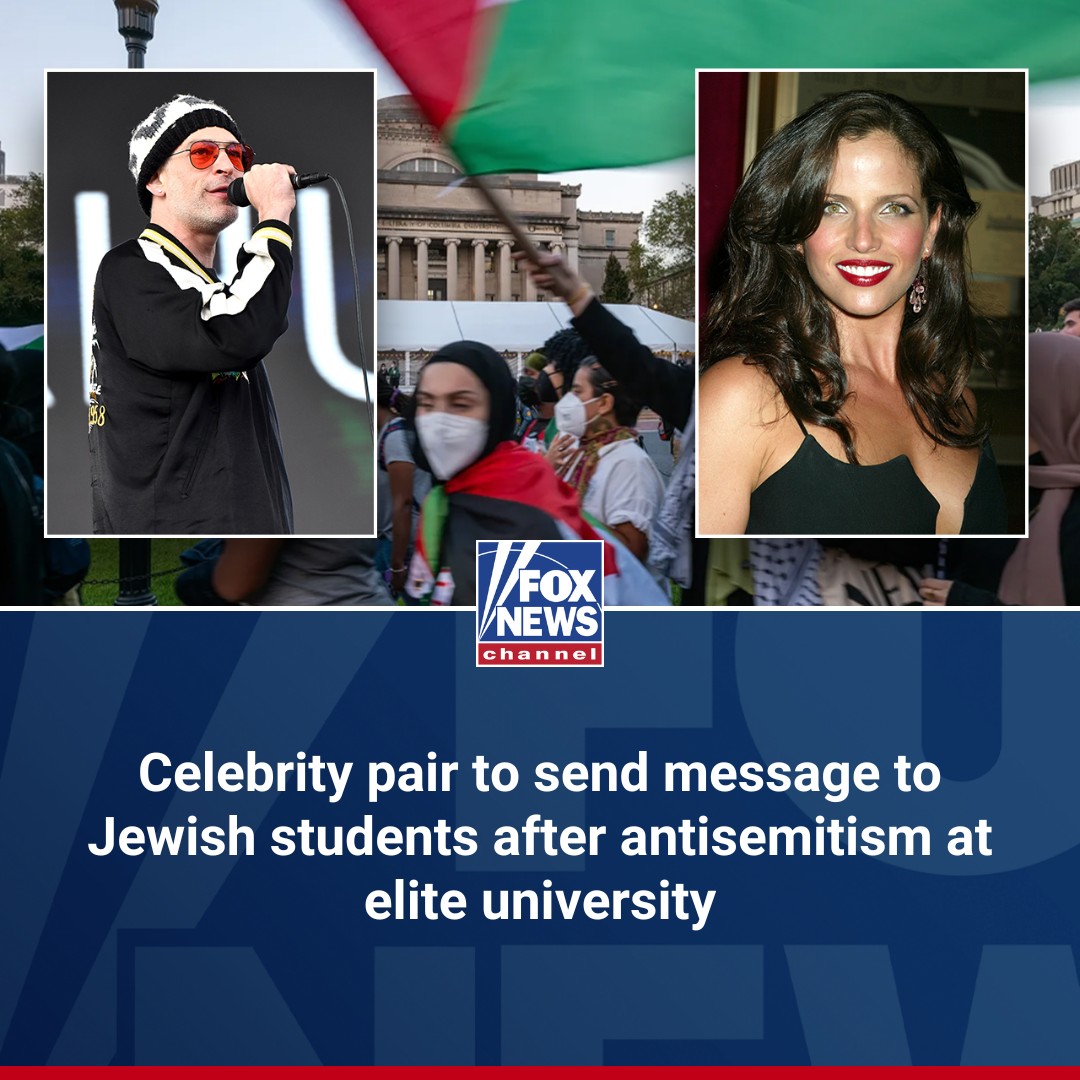 FOX
NEWS
channel
Celebrity pair to send message to
Jewish students after antisemitism at
elite university